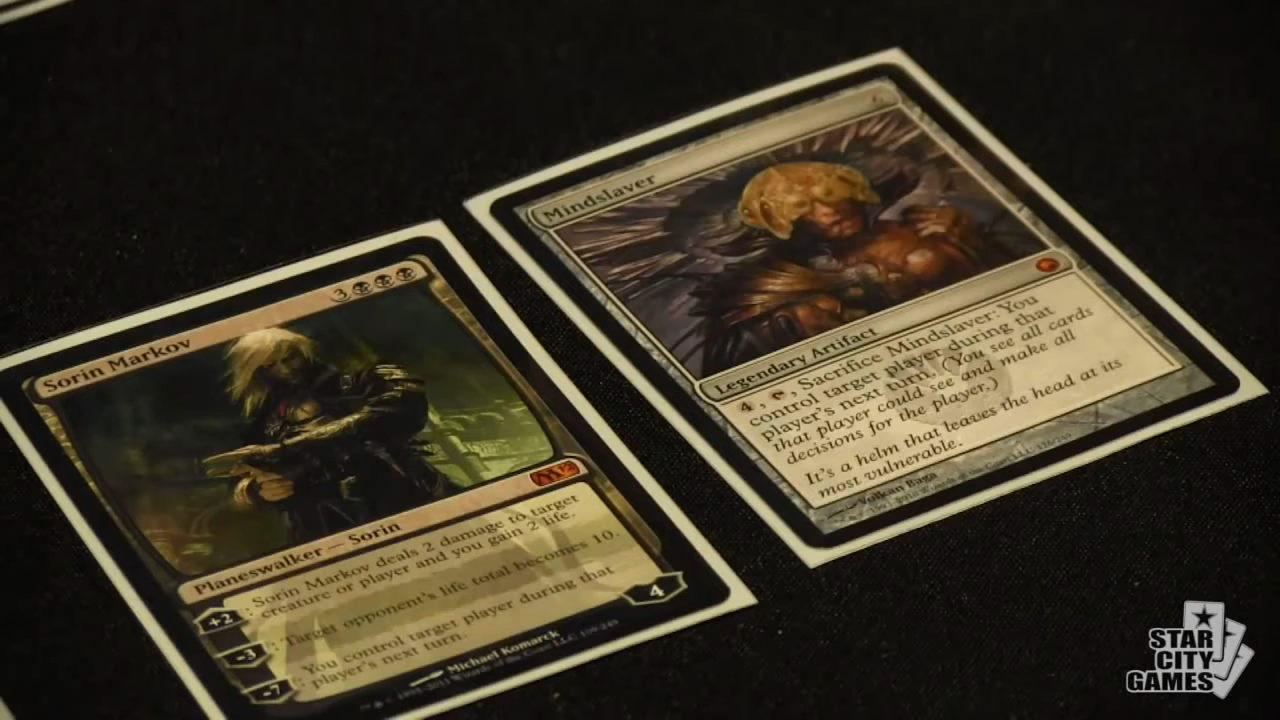 Sorin Markov
3
M12
Planeswalker — Sorin
+2: Sorin Markov deals 2 damage to target
creature or player and you gain 2 life.
-3: Target opponent's life total becomes 10.
-7: You control target player during that
player's next turn.
4
Michael Komarck
Mindslaver
6
Legendary Artifact
4, T, Sacrifice Mindslaver: You
control target player during that
player's next turn. (You see all cards
that player could see and make all
decisions for the player.)
It's a helm that leaves the head at its
most vulnerable.
Volkan Baga
STAR
CITY
GAMES